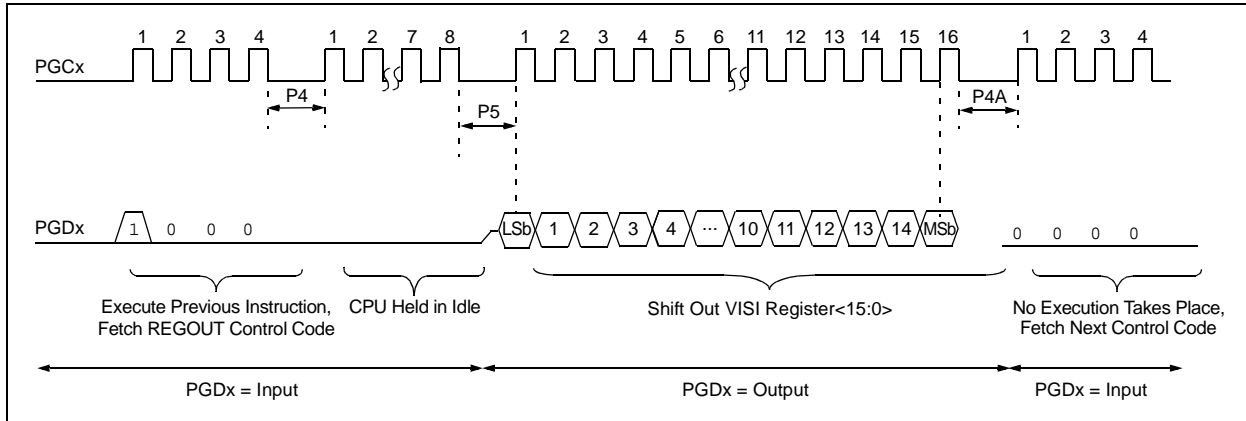 1 2 3 4 1 2 7 8 1 2 3 4 5 6 11 12 13 14 15 16 1 2 3 4
PGCx
P4 P5 P4A
PGDx 1 0 0 0 LSb 1 2 3 4 ... 10 11 12 13 14 MSb 0 0 0 0
Execute Previous Instruction,
Fetch REGOUT Control Code
CPU Held in Idle
Shift Out VISI Register<15:0>
No Execution Takes Place,
Fetch Next Control Code
PGDx = Input PGDx = Output PGDx = Input